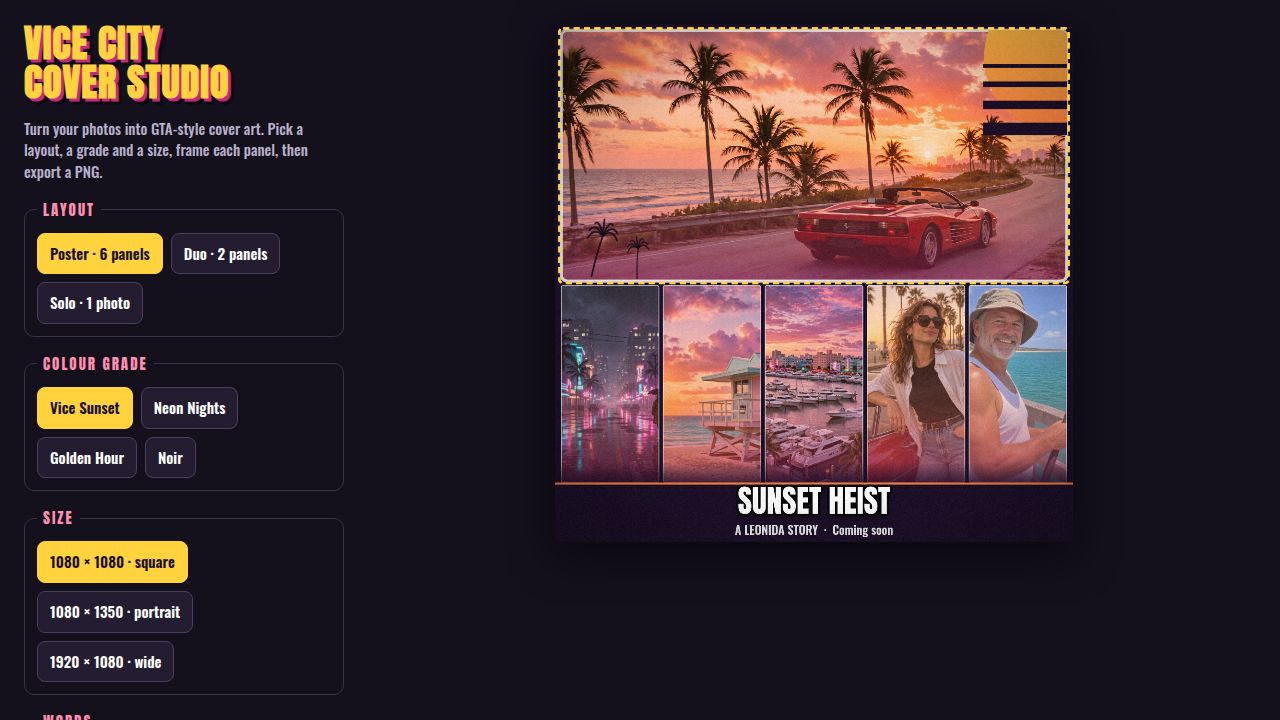 VICE CITY
COVER STUDIO
Turn your photos into GTA-style cover art. Pick a
layout, a grade and a size, frame each panel, then
export a PNG.
LAYOUT
Poster · 6 panels
Duo · 2 panels
Solo · 1 photo
COLOUR GRADE
Vice Sunset
Neon Nights
Golden Hour
Noir
SIZE
1080 × 1080 · square
1080 × 1350 · portrait
1920 × 1080 · wide
WORDS
SUNSET HEIST
A LEONIDA STORY · Coming soon